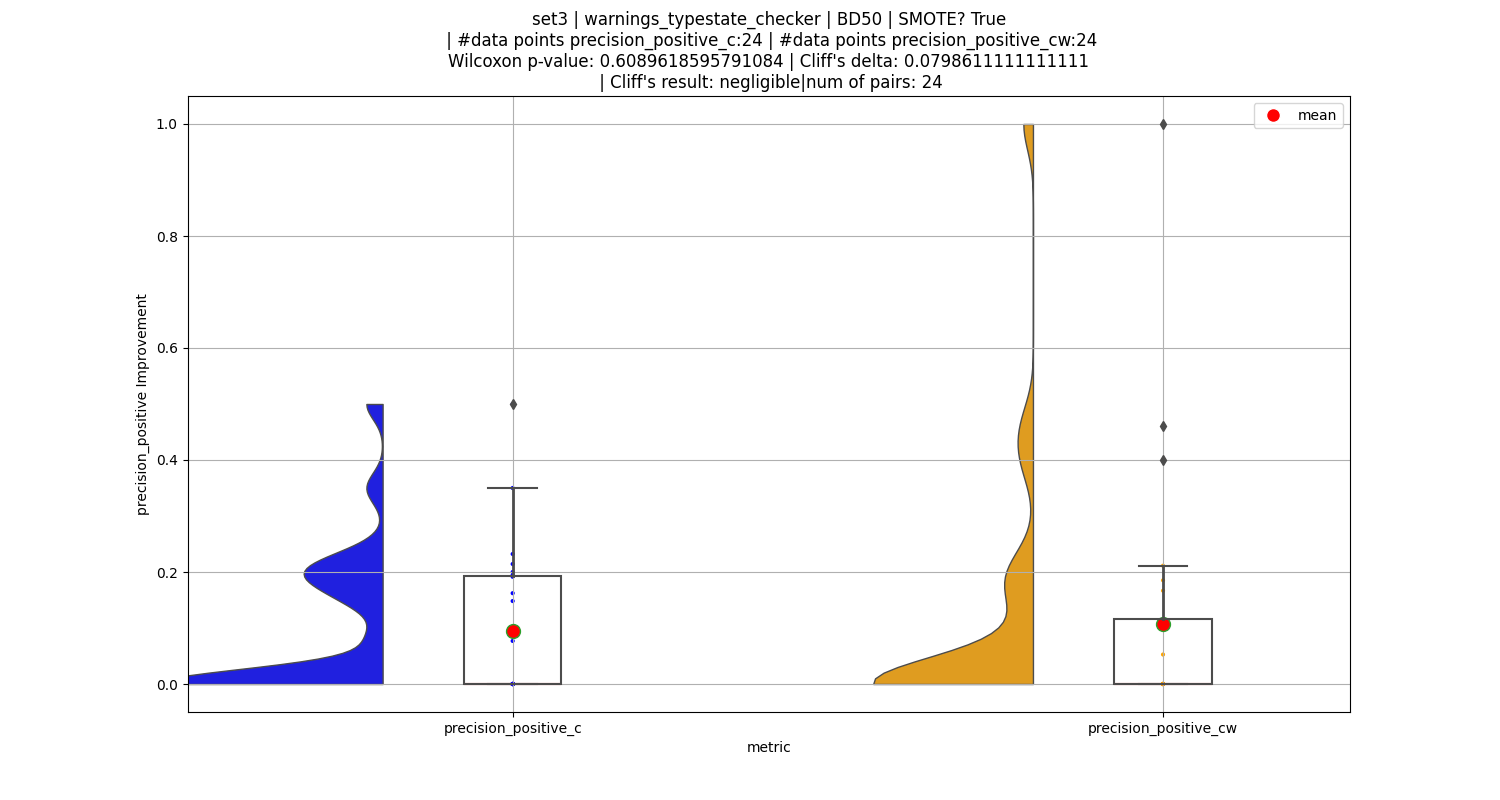 set3 | warnings_typestate_checker | BD50 | SMOTE? True
| #data points precision_positive_c:24 | #data points precision_positive_cw:24
Wilcoxon p-value: 0.6089618595791084 | Cliff's delta: 0.0798611111111111
| Cliff's result: negligible|num of pairs: 24
mean
1.0
0.8
0.6
0.4
0.2
0.0
precision_positive Improvement
precision_positive_c
precision_positive_cw
metric